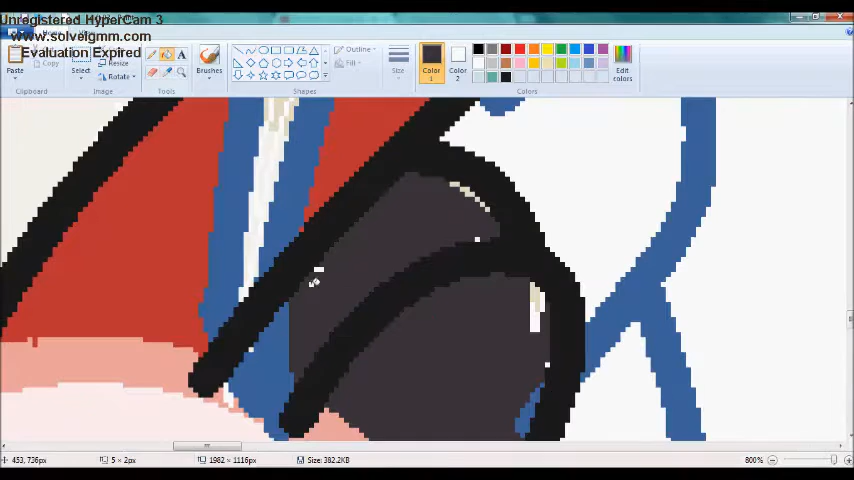 Unregistered HyperCam 3
www.solveigmm.com
Evaluation Expired
Paste
Copy
Select
Resize
Rotate
A
Brushes
Outline
Fill
Size
Color
1
Color
2
Edit
colors
Clipboard
Image
Tools
Shapes
Colors
453, 736px
5 × 2px
1982 × 1116px
Size: 382.2KB
800%